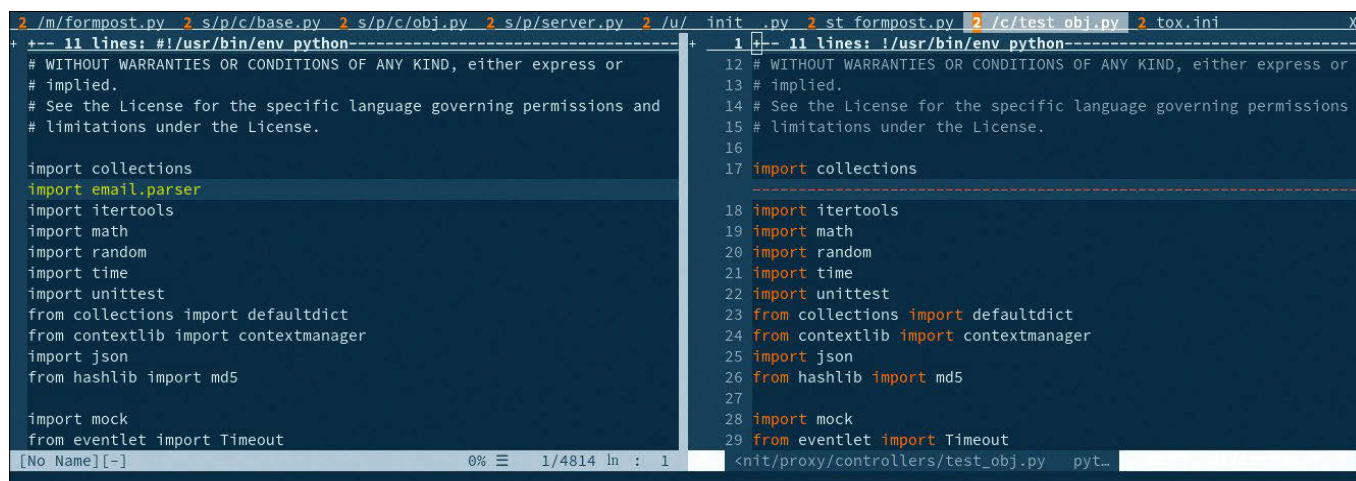 2 /m/formpost.py 2 s/p/c/base.py 2 s/p/c/obj.py 2 s/p/server.py 2 /u/__init__.py 2 st_formpost.py 2 /c/test_obj.py 2 tox.ini X
+ +-- 11 lines: #!/usr/bin/env python----------------------------------
# WITHOUT WARRANTIES OR CONDITIONS OF ANY KIND, either express or
# implied.
# See the License for the specific language governing permissions and
# limitations under the License.
import collections
import email.parser
import itertools
import math
import random
import time
import unittest
from collections import defaultdict
from contextlib import contextmanager
import json
from hashlib import md5
import mock
from eventlet import Timeout
[No Name][-] 0% ☰ 1/4814 ln : 1
+ 1 +-- 11 lines: !/usr/bin/env python------------------------------
12 # WITHOUT WARRANTIES OR CONDITIONS OF ANY KIND, either express or
13 # implied.
14 # See the License for the specific language governing permissions
15 # limitations under the License.
16
17 import collections
------------------------------------------------------------
18 import itertools
19 import math
20 import random
21 import time
22 import unittest
23 from collections import defaultdict
24 from contextlib import contextmanager
25 import json
26 from hashlib import md5
27
28 import mock
29 from eventlet import Timeout
<nit/proxy/controllers/test_obj.py pyt…